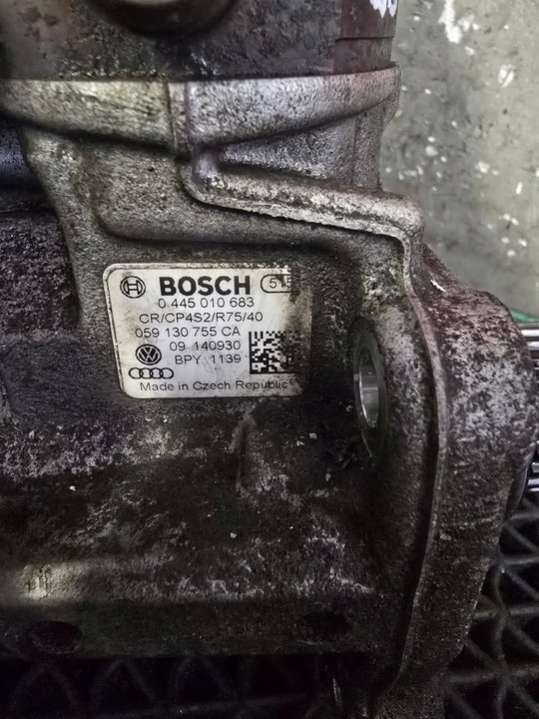 BOSCH
0 445 010 683
CR/CP4S2/R75/40
059 130 755 CA
09 140930
BPY 1139
Made in Czech Republic